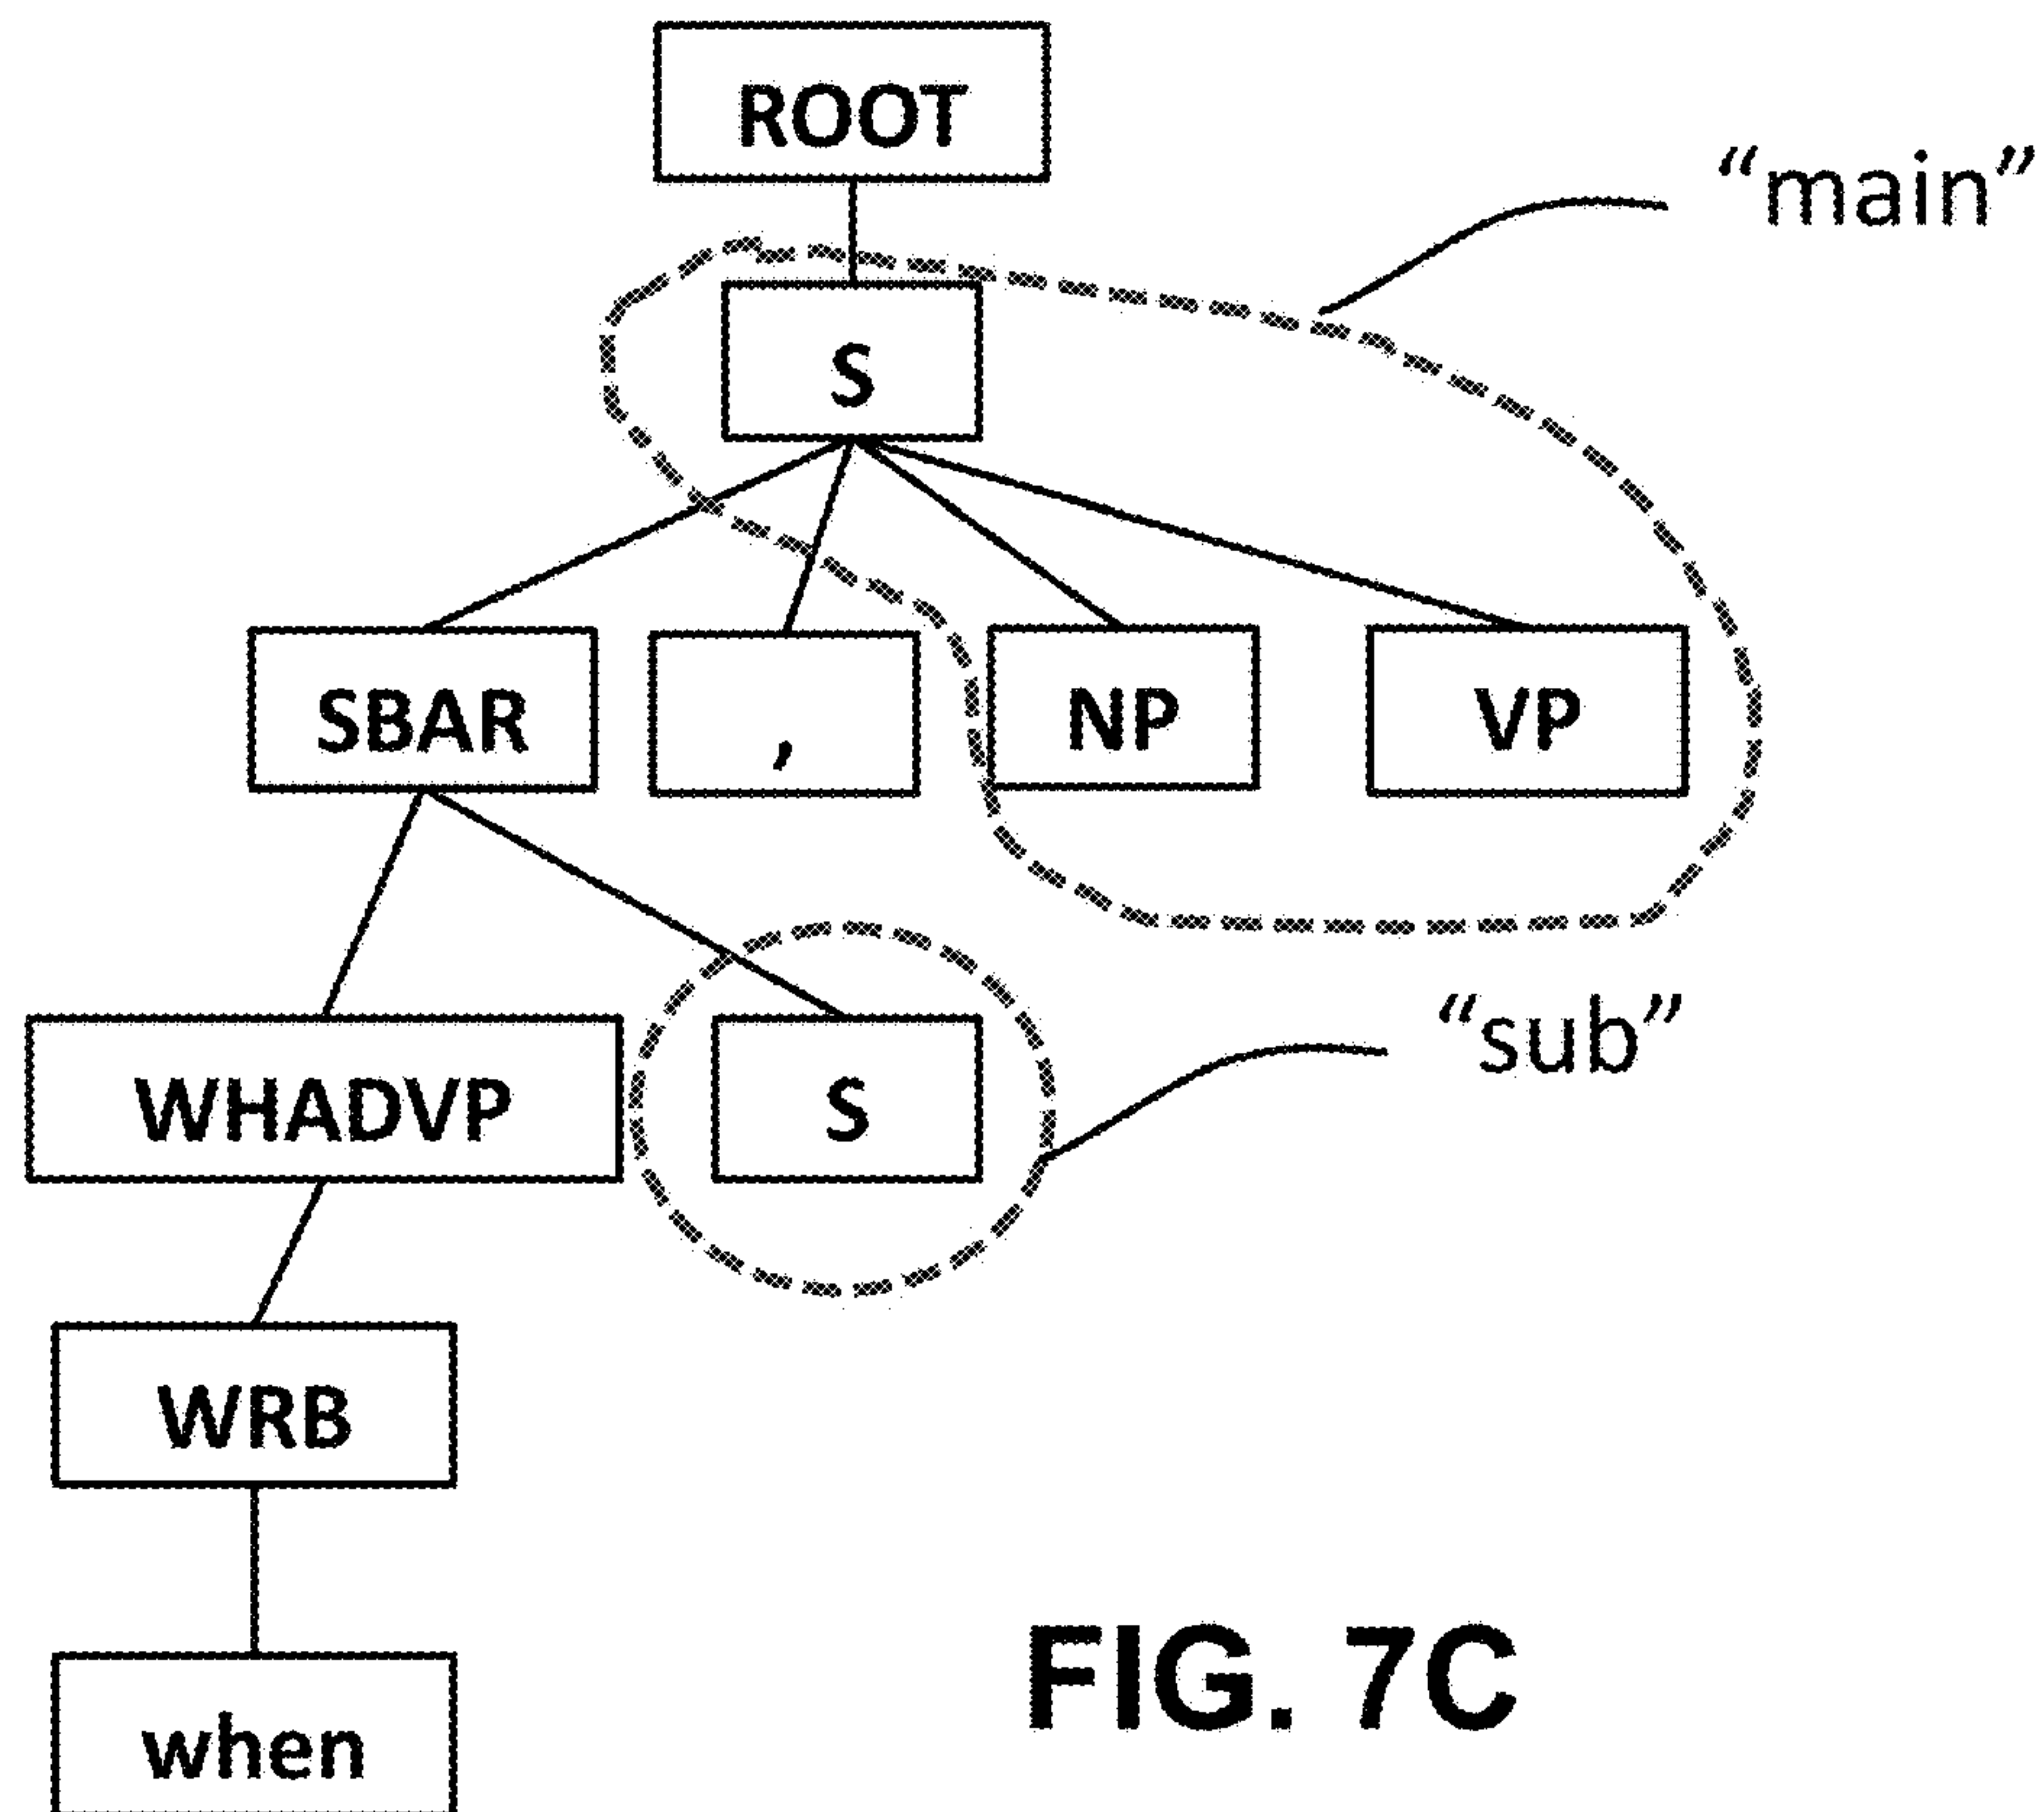 ROOT
“main”
S
SBAR
,
NP
VP
“sub”
WHADVP
S
WRB
when
FIG. 7C